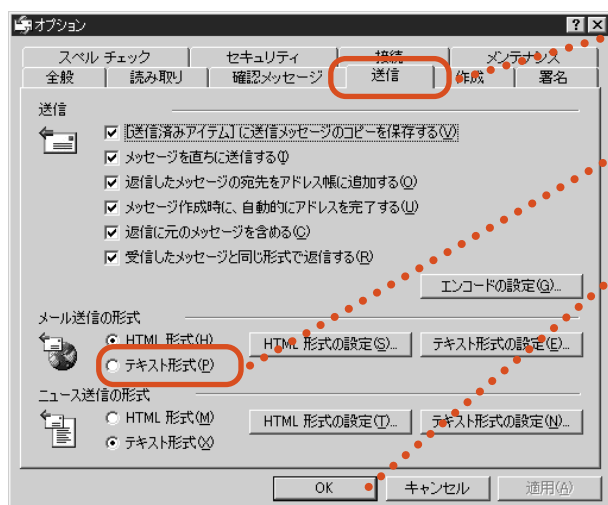 オプション
スペル チェック セキュリティ 接続 メンテナンス
全般 読み取り 確認メッセージ 送信 作成 署名
送信
[送信済みアイテム]に送信メッセージのコピーを保存する(V)
メッセージを直ちに送信する(I)
返信したメッセージの宛先をアドレス帳に追加する(O)
メッセージ作成時に、自動的にアドレスを完了する(U)
返信に元のメッセージを含める(C)
受信したメッセージと同じ形式で返信する(R)
エンコードの設定(G)...
メール送信の形式
HTML 形式(H) HTML 形式の設定(S)... テキスト形式の設定(E)...
テキスト形式(P)
ニュース送信の形式
HTML 形式(M) HTML 形式の設定(T)... テキスト形式の設定(N)...
テキスト形式(X)
OK キャンセル 適用(A)